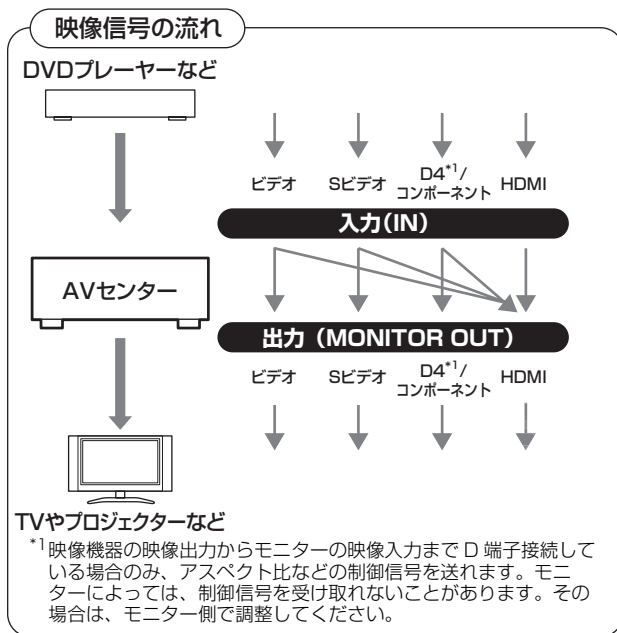 映像信号の流れ
DVDプレーヤーなど
ビデオ Sビデオ D4*1/コンポーネント HDMI
入力(IN)
AVセンター
出力（MONITOR OUT）
ビデオ Sビデオ D4*1/コンポーネント HDMI
TVやプロジェクターなど
*1映像機器の映像出力からモニターの映像入力まで D 端子接続して
いる場合のみ、アスペクト比などの制御信号を送れます。モニ
ターによっては、制御信号を受け取れないことがあります。その
場合は、モニター側で調整してください。